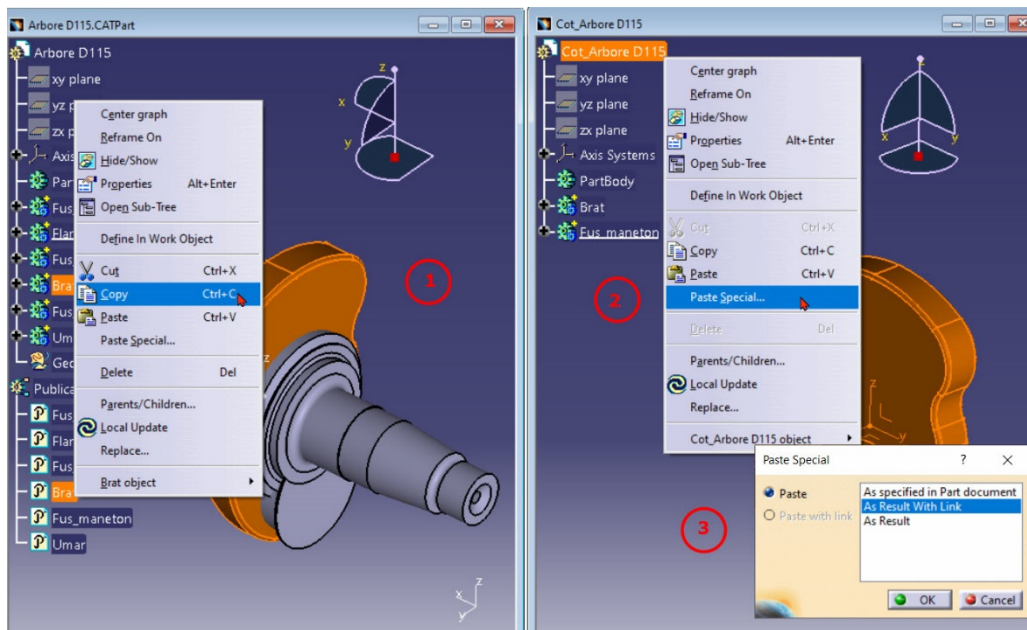 Arbore D115.CATPart
Arbore D115
xy plane
yz p
zx p
Axis
Par
Fus
Flan
Fus
Bra
Fus
Um
Geo
Publica
Fus
Flar
Fus
Bra
Fus_maneton
Umar
Center graph
Reframe On
Hide/Show
Properties Alt+Enter
Open Sub-Tree
Define In Work Object
Cut Ctrl+X
Copy Ctrl+C
Paste Ctrl+V
Paste Special...
Delete Del
Parents/Children...
Local Update
Replace...
Brat object
z
x
y
z
1
z
x
y
Cot_Arbore D115
Cot_Arbore D115
xy plane
yz plane
zx plane
Axis Systems
PartBody
Brat
Fus_maneton
Center graph
Reframe On
Hide/Show
Properties Alt+Enter
Open Sub-Tree
Define In Work Object
Cut Ctrl+X
Copy Ctrl+C
Paste Ctrl+V
Paste Special...
Delete Del
Parents/Children...
Local Update
Replace...
Cot_Arbore D115 object
z
x
y
2
z
y
Paste Special ?
Paste
Paste with link
As specified in Part document
As Result With Link
As Result
OK Cancel
3